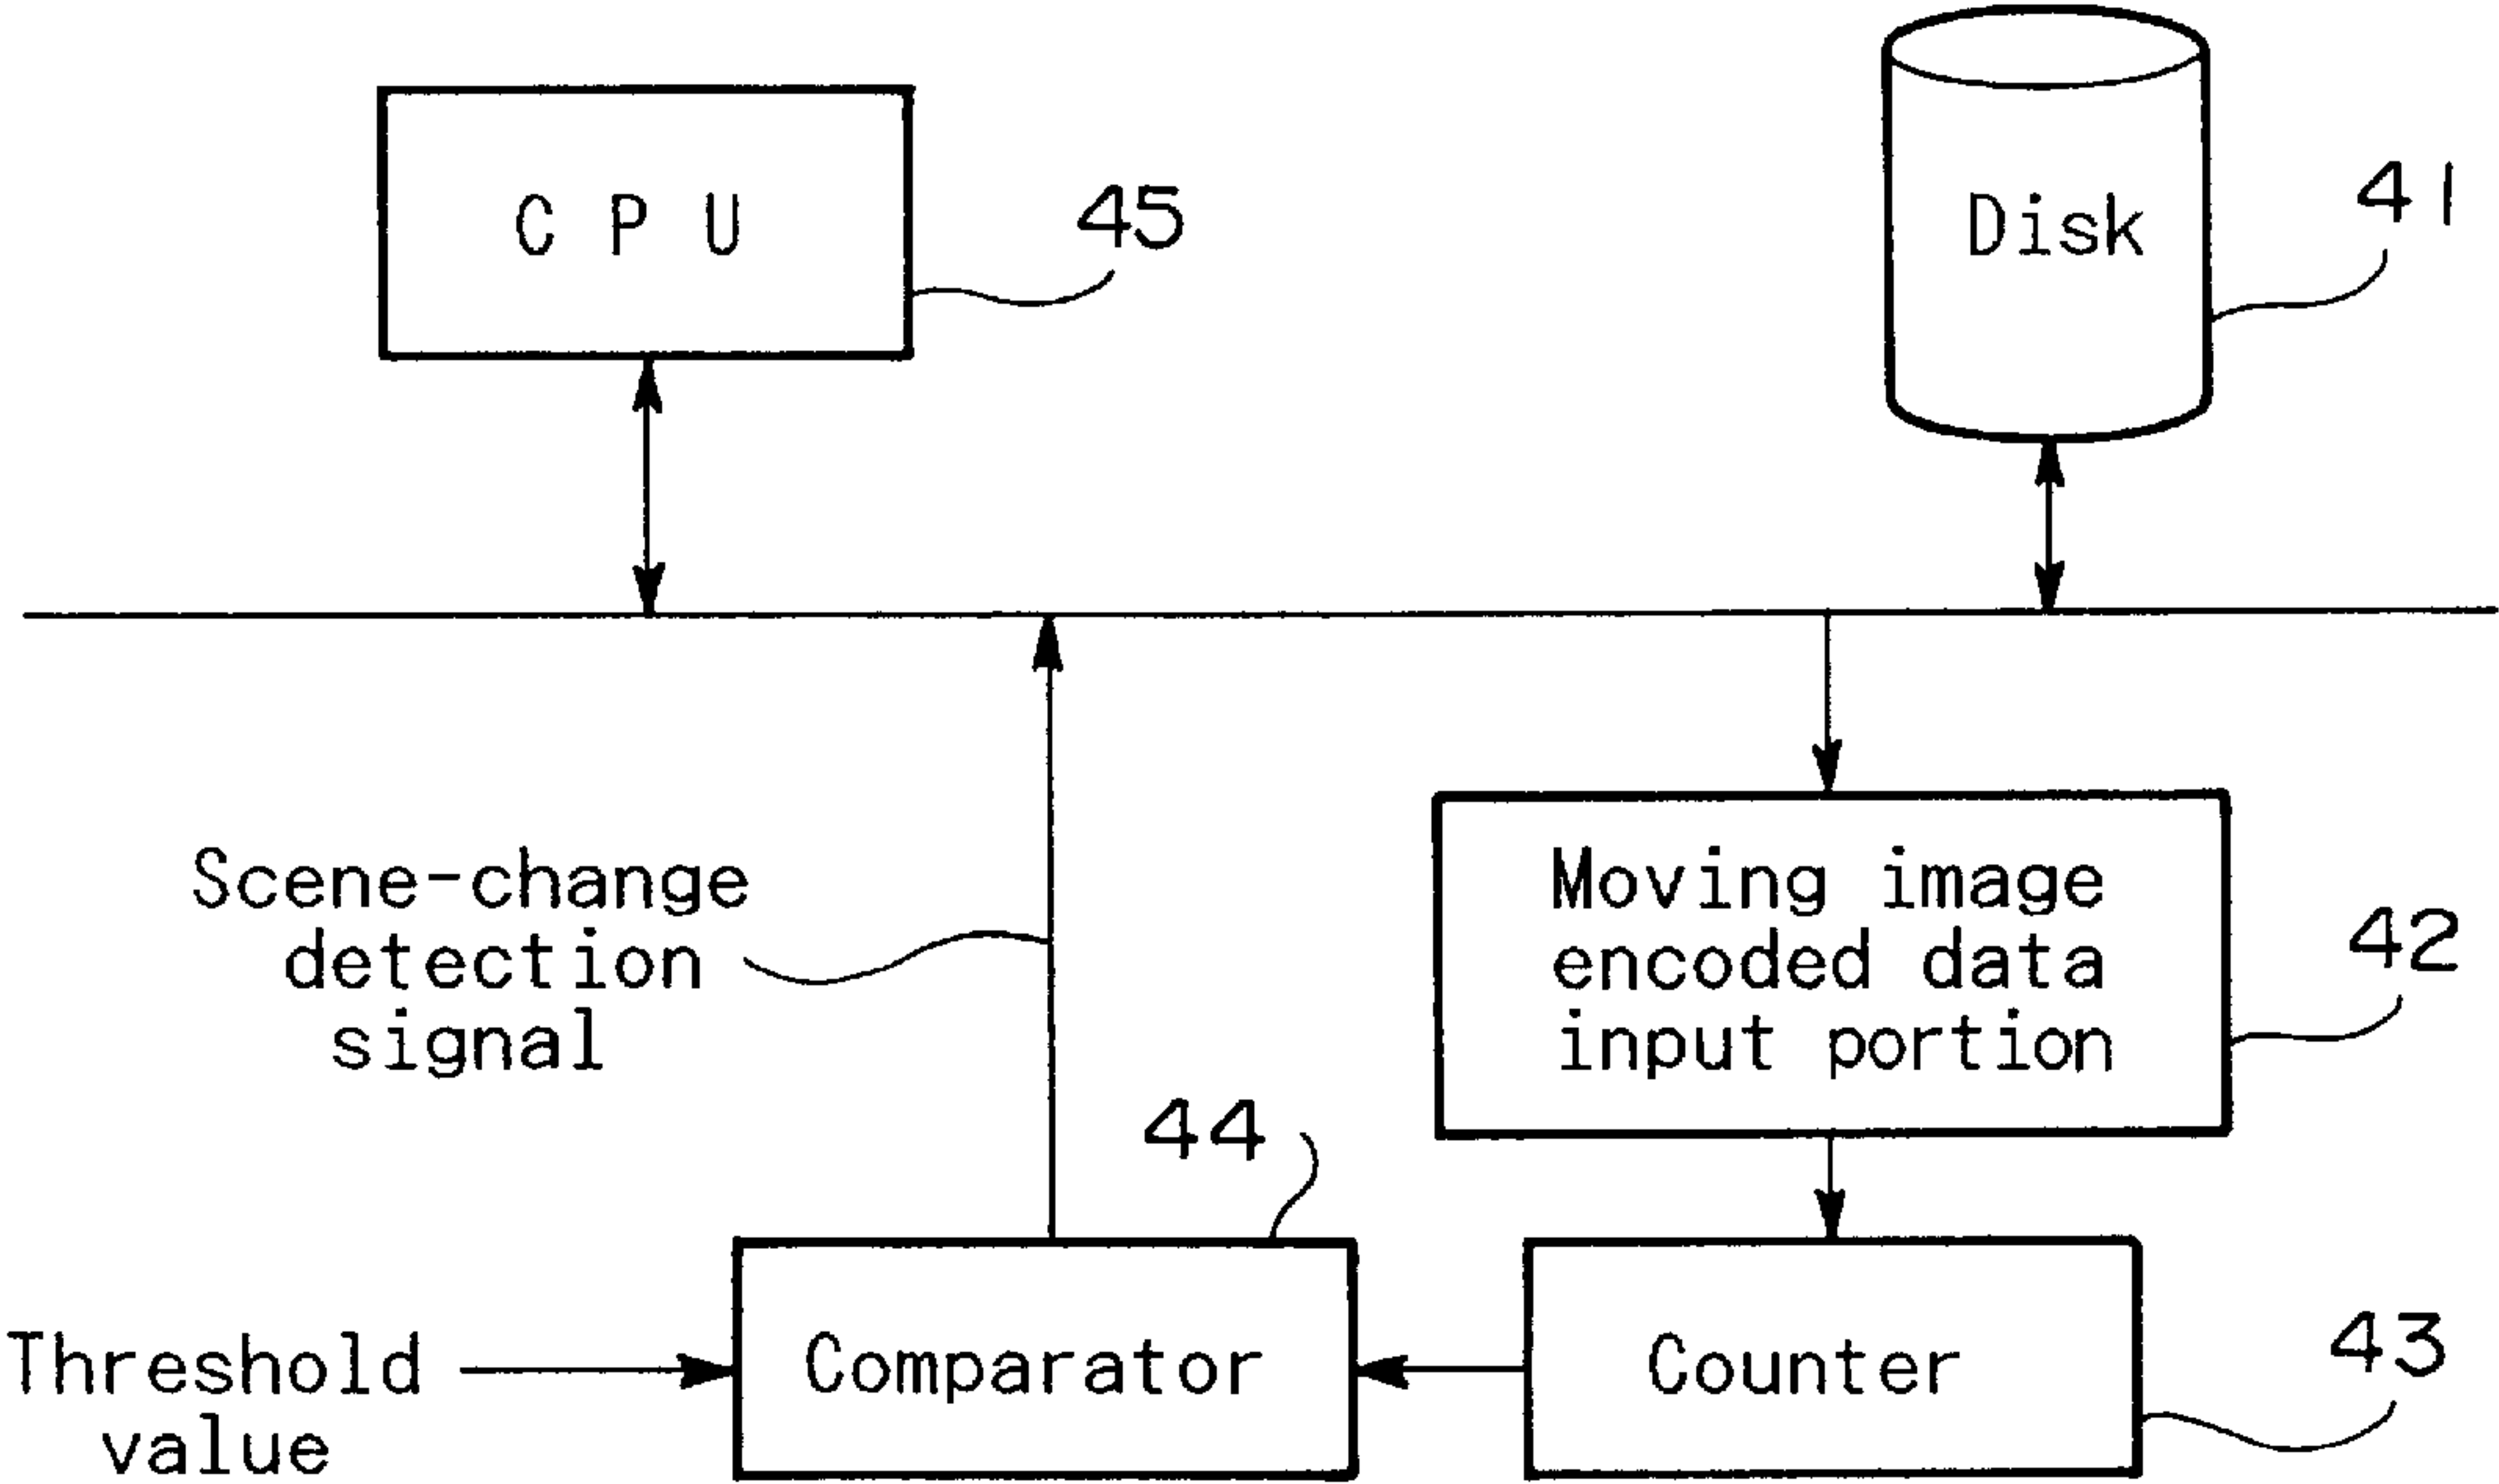 C P U
45
Disk
41
Scene-change
detection
signal
Moving image
encoded data
input portion
42
44
Threshold
value
Comparator
Counter
43